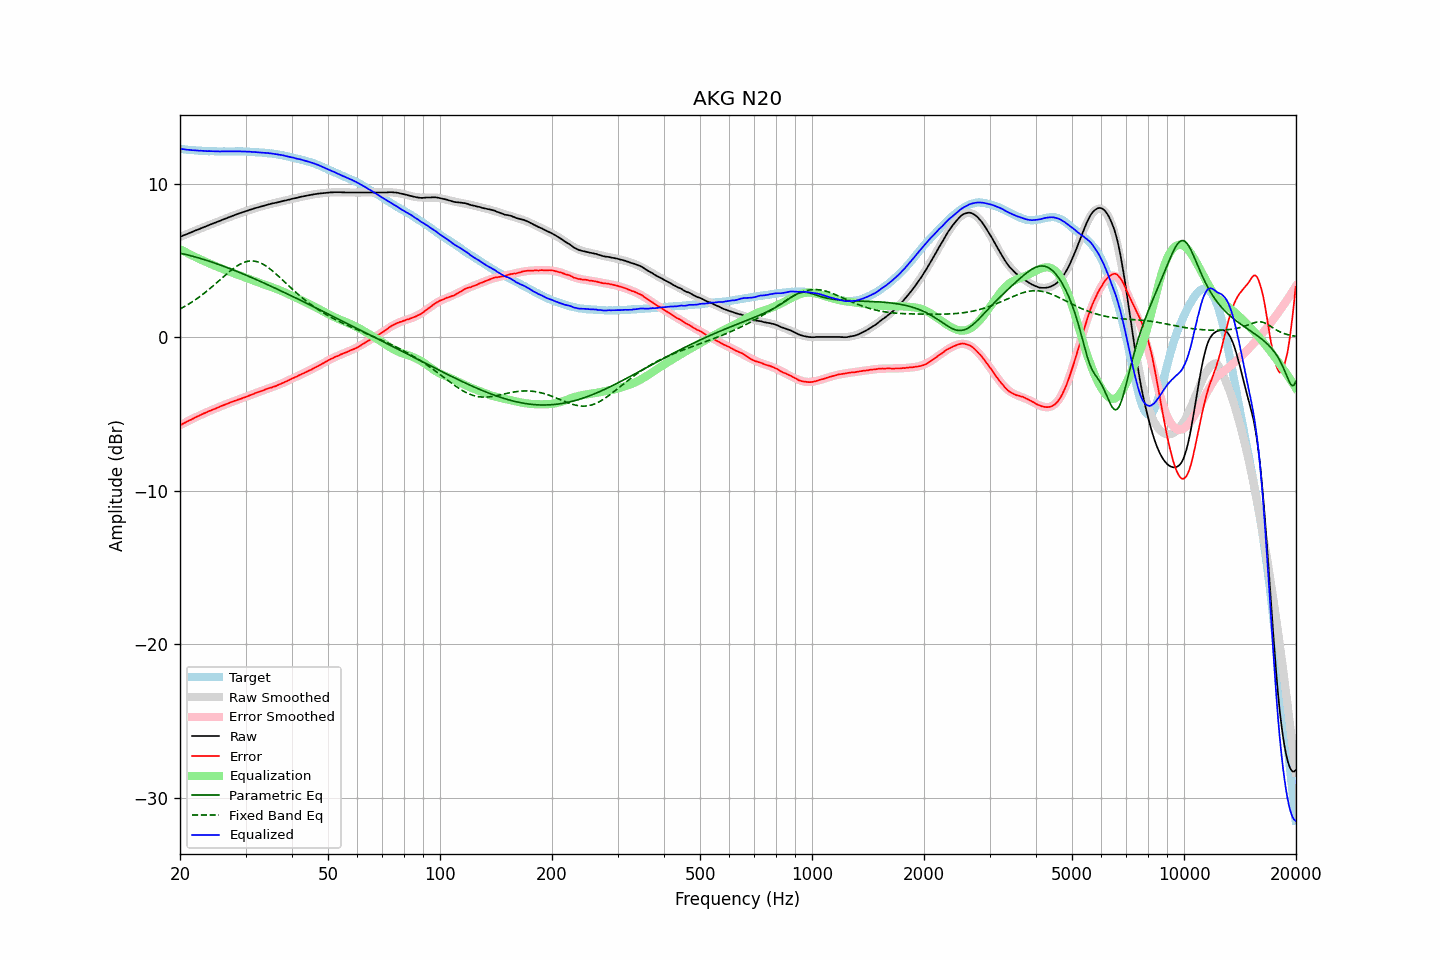 AKG N20
Amplitude (dBr)
10
0
−10
−20
−30
Target
Raw Smoothed
Error Smoothed
Raw
Error
Equalization
Parametric Eq
Fixed Band Eq
Equalized
20 50 100 200 500 1000 2000 5000 10000 20000
Frequency (Hz)